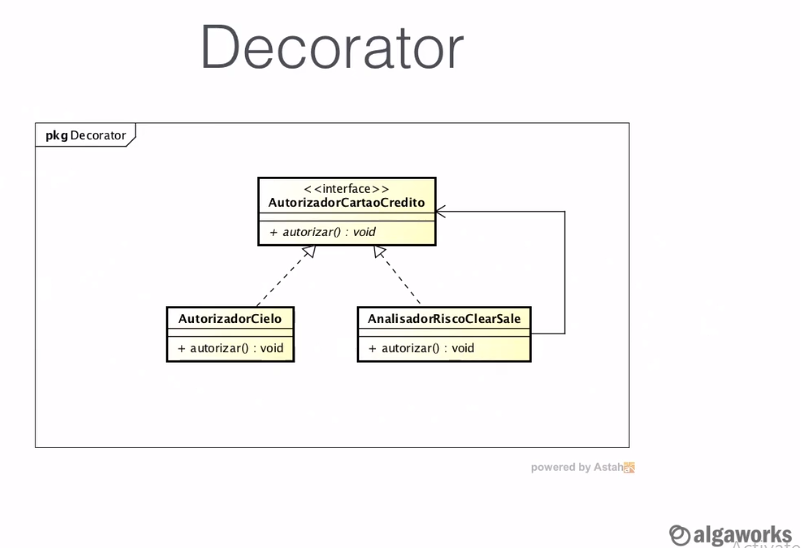 Decorator
pkg Decorator
<<interface>>
AutorizadorCartaoCredito
+ autorizar() : void
AutorizadorCielo
+ autorizar() : void
AnalisadorRiscoClearSale
+ autorizar() : void
powered by Astah
algaworks